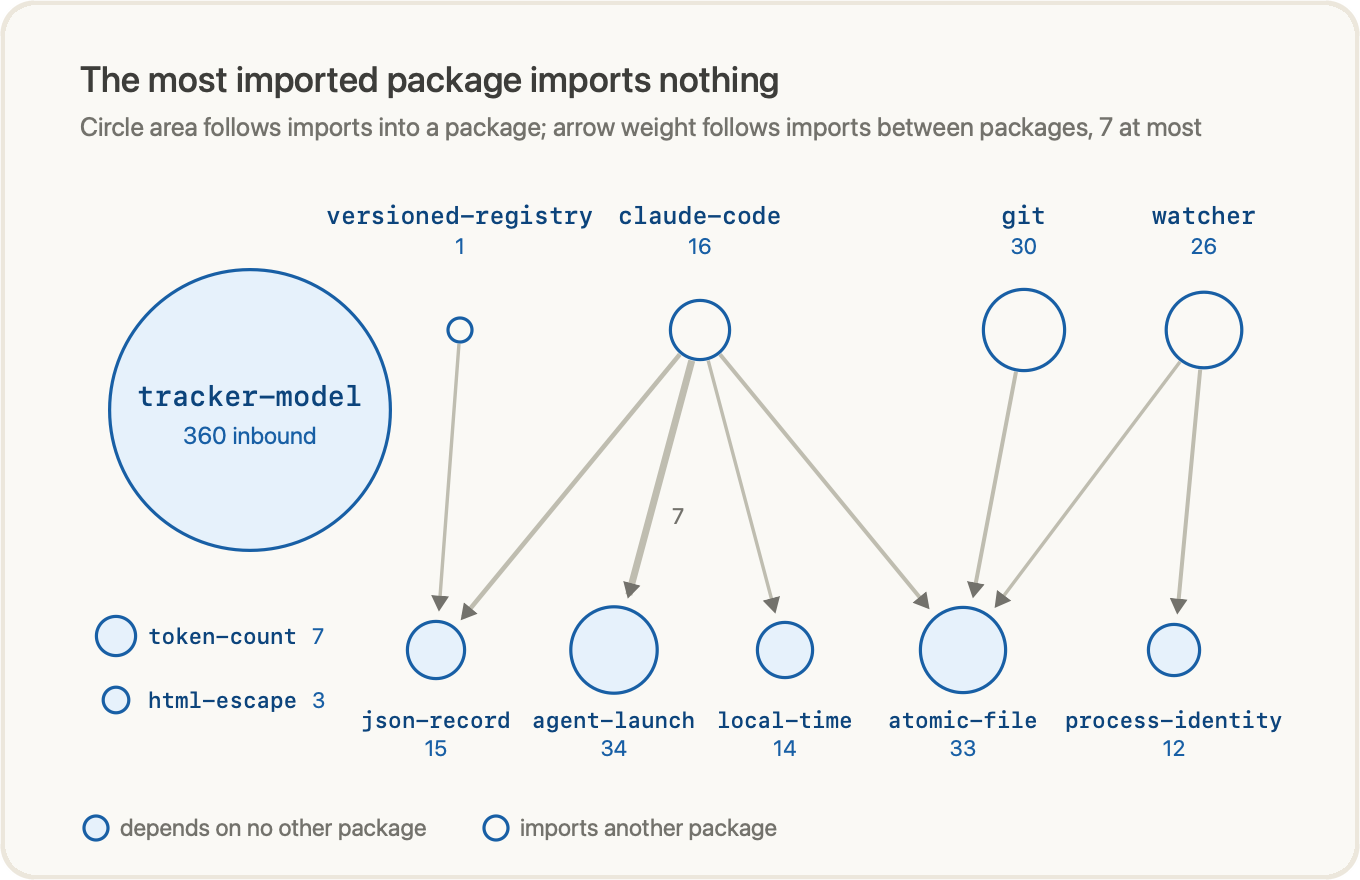 The most imported package imports nothing
Circle area follows imports into a package; arrow weight follows imports between packages, 7 at most
versioned-registry
1
claude-code
16
git
30
watcher
26
tracker-model
360 inbound
7
token-count 7
html-escape 3
json-record
15
agent-launch
34
local-time
14
atomic-file
33
process-identity
12
depends on no other package
imports another package